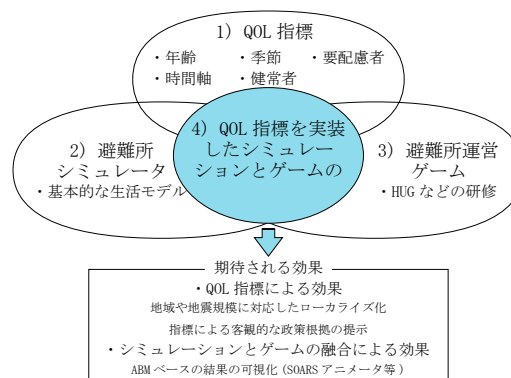 1) QOL 指標
・年齢 ・季節 ・要配慮者
・時間軸 ・健常者
2) 避難所
シミュレータ
・基本的な生活モデル
4) QOL 指標を実装
したシミュレー
ションとゲームの
3) 避難所運営
ゲーム
・HUG などの研修
期待される効果
・QOL 指標による効果
地域や地震規模に対応したローカライズ化
指標による客観的な政策根拠の提示
・シミュレーションとゲームの融合による効果
ABM ベースの結果の可視化 (SOARS アニメータ等 )